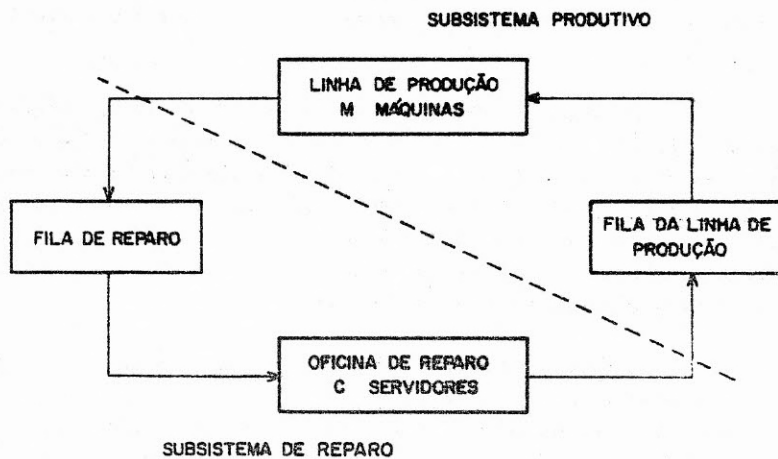 SUBSISTEMA PRODUTIVO
LINHA DE PRODUÇÃO
M MÁQUINAS
FILA DE REPARO
FILA DA LINHA DE
PRODUÇÃO
OFICINA DE REPARO
C SERVIDORES
SUBSISTEMA DE REPARO